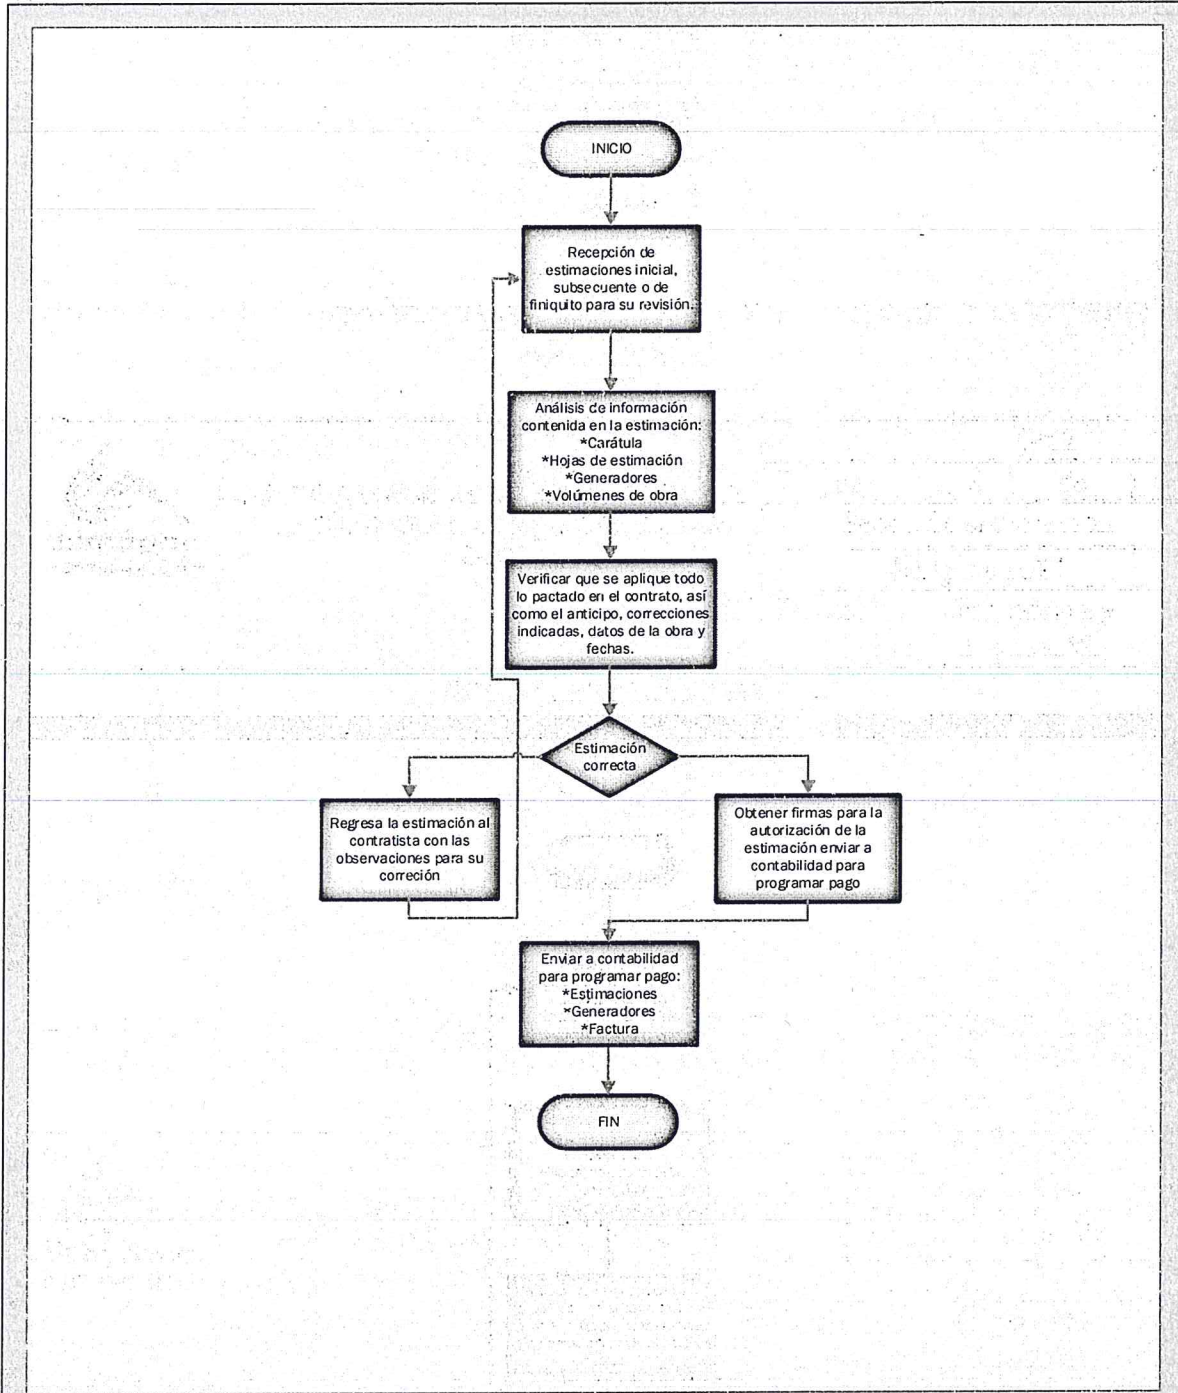 INICIO
Recepción de
estimaciones inicial,
subsecuente o de
finiquito para su revisión.
Análisis de información
contenida en la estimación:
*Carátula
*Hojas de estimación
*Generadores
*Volúmenes de obra
Verificar que se aplique todo
lo pactado en el contrato, así
como el anticipo, correcciones
indicadas, datos de la obra y
fechas.
Estimación
correcta
Regresa la estimación al
contratista con las
observaciones para su
correción
Obtener firmas para la
autorización de la
estimación enviar a
contabilidad para
programar pago
Enviar a contabilidad
para programar pago:
*Estimaciones
*Generadores
*Factura
FIN